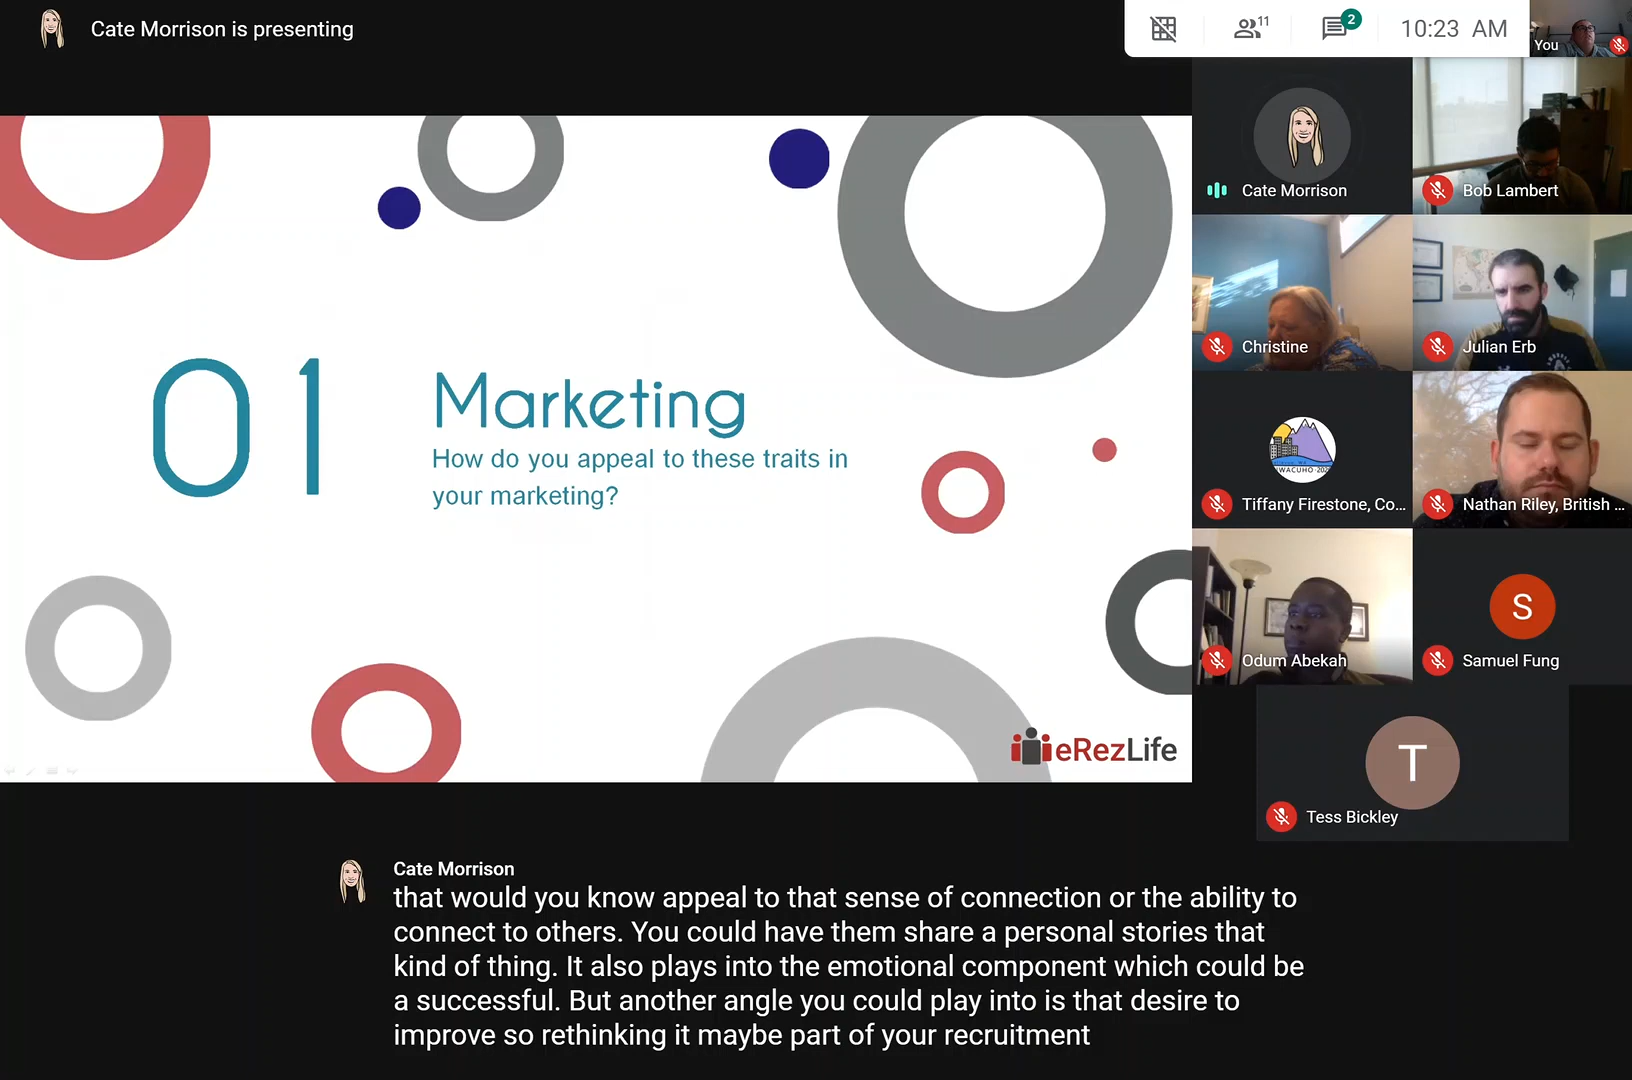 Cate Morrison is presenting
11
2
10:23 AM
You
Cate Morrison
Bob Lambert
01
Marketing
How do you appeal to these traits in
your marketing?
Christine
Julian Erb
Tiffany Firestone, Co...
Nathan Riley, British ...
Odum Abekah
S
Samuel Fung
eRezLife
T
Tess Bickley
Cate Morrison
that would you know appeal to that sense of connection or the ability to
connect to others. You could have them share a personal stories that
kind of thing. It also plays into the emotional component which could be
a successful. But another angle you could play into is that desire to
improve so rethinking it maybe part of your recruitment